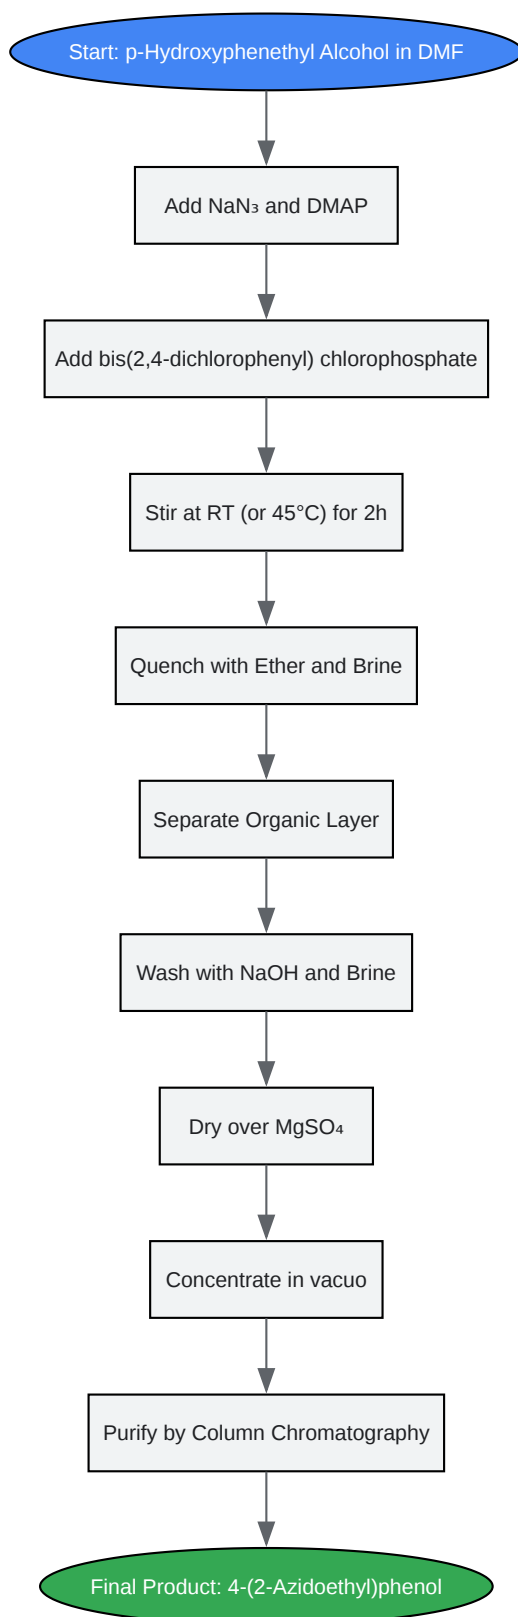 Start: p-Hydroxyphenethyl Alcohol in DMF
Add NaN₃ and DMAP
Add bis(2,4-dichlorophenyl) chlorophosphate
Stir at RT (or 45°C) for 2h
Quench with Ether and Brine
Separate Organic Layer
Wash with NaOH and Brine
Dry over MgSO₄
Concentrate in vacuo
Purify by Column Chromatography
Final Product: 4-(2-Azidoethyl)phenol